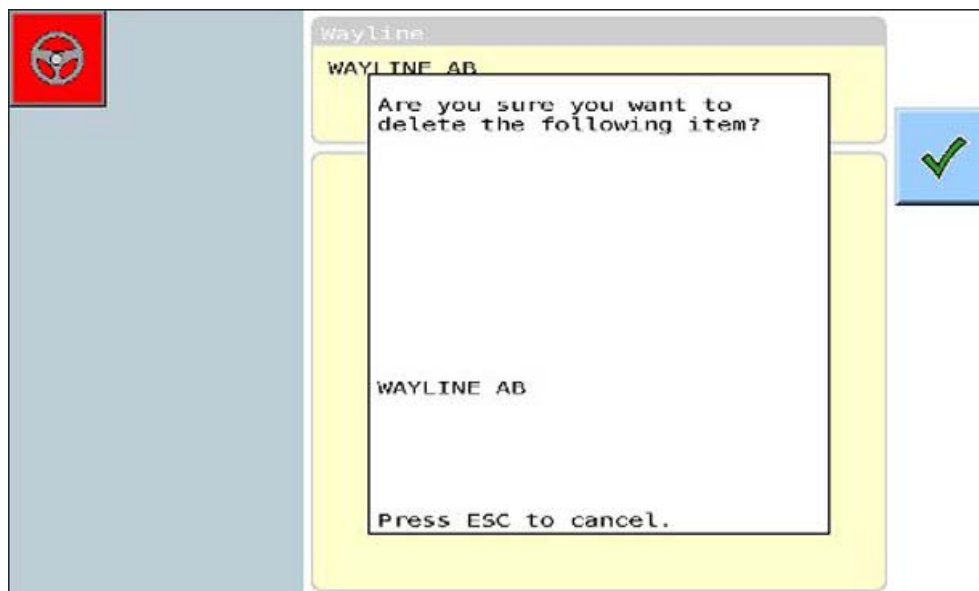 Wayline
WAYLINE AB
Are you sure you want to
delete the following item?
WAYLINE AB
Press ESC to cancel.